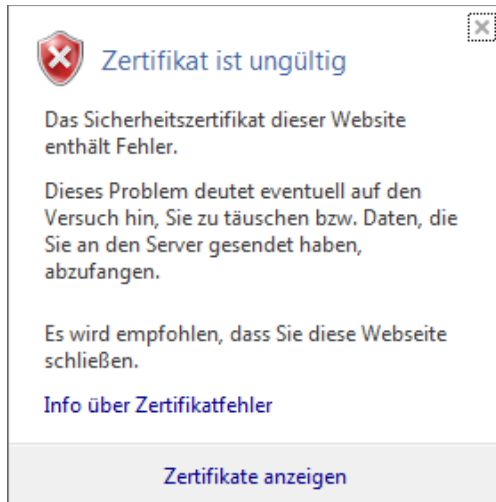 Zertifikat ist ungültig
Das Sicherheitszertifikat dieser Website
enthält Fehler.
Dieses Problem deutet eventuell auf den
Versuch hin, Sie zu täuschen bzw. Daten, die
Sie an den Server gesendet haben,
abzufangen.
Es wird empfohlen, dass Sie diese Webseite
schließen.
Info über Zertifikatfehler
Zertifikate anzeigen